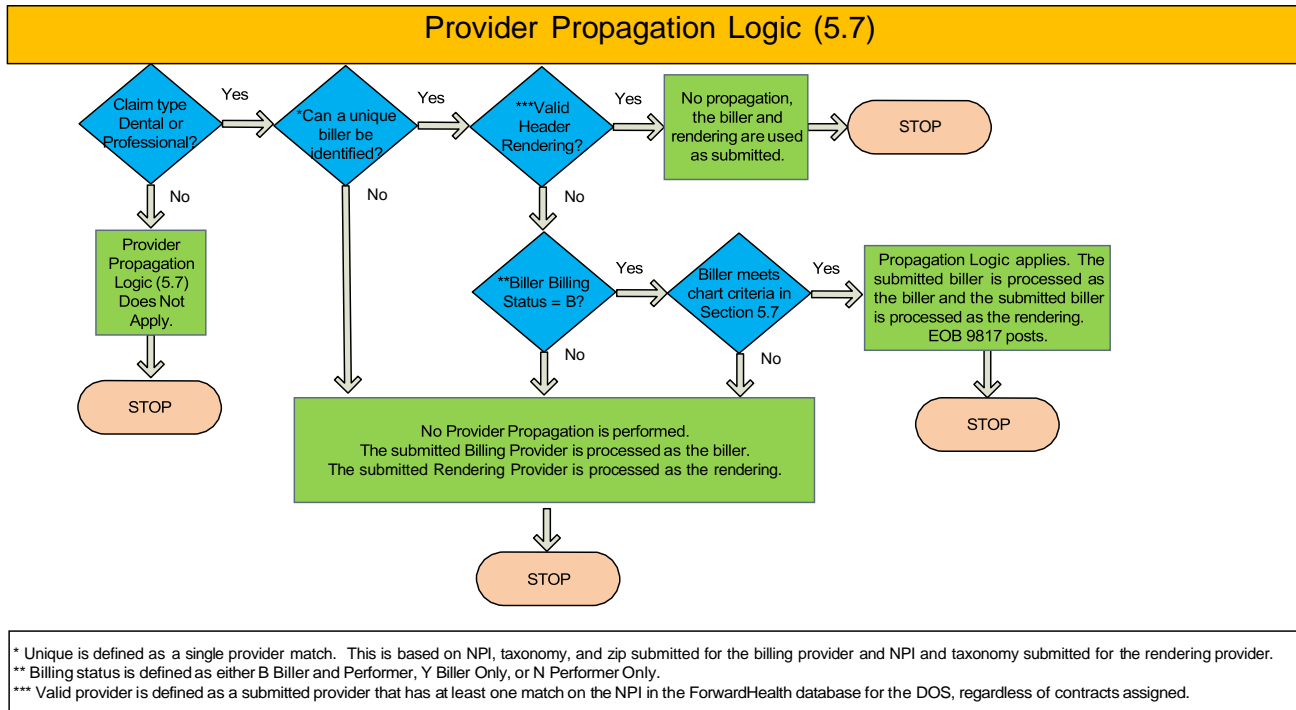 Provider Propagation Logic (5.7)
Claim type
Dental or
Professional?
Yes
*Can a unique
biller be
identified?
Yes
***Valid
Header
Rendering?
Yes
No propagation,
the biller and
rendering are used
as submitted.
STOP
No
No
No
Provider
Propagation
Logic (5.7)
Does Not
Apply.
**Biller Billing
Status = B?
Yes
Biller meets
chart criteria in
Section 5.7
Yes
Propagation Logic applies. The
submitted biller is processed as
the biller and the submitted biller
is processed as the rendering.
EOB 9817 posts.
No
No
STOP
STOP
No Provider Propagation is performed.
The submitted Billing Provider is processed as the biller.
The submitted Rendering Provider is processed as the rendering.
STOP
* Unique is defined as a single provider match. This is based on NPI, taxonomy, and zip submitted for the billing provider and NPI and taxonomy submitted for the rendering provider.
** Billing status is defined as either B Biller and Performer, Y Biller Only, or N Performer Only.
*** Valid provider is defined as a submitted provider that has at least one match on the NPI in the ForwardHealth database for the DOS, regardless of contracts assigned.